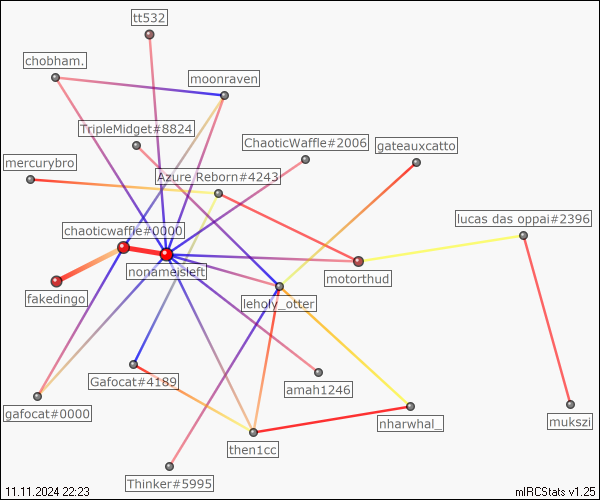 tt532
chobham.
moonraven
TripleMidget#8824
ChaoticWaffle#2006
gateauxcatto
mercurybro
Azure Reborn#4243
lucas das oppai#2396
chaoticwaffle#0000
nonameisleft
motorthud
fakedingo
leholy_otter
Gafocat#4189
amah1246
gafocat#0000
nharwhal_
mukszi
then1cc
Thinker#5995
11.11.2024 22:23
mIRCStats v1.25